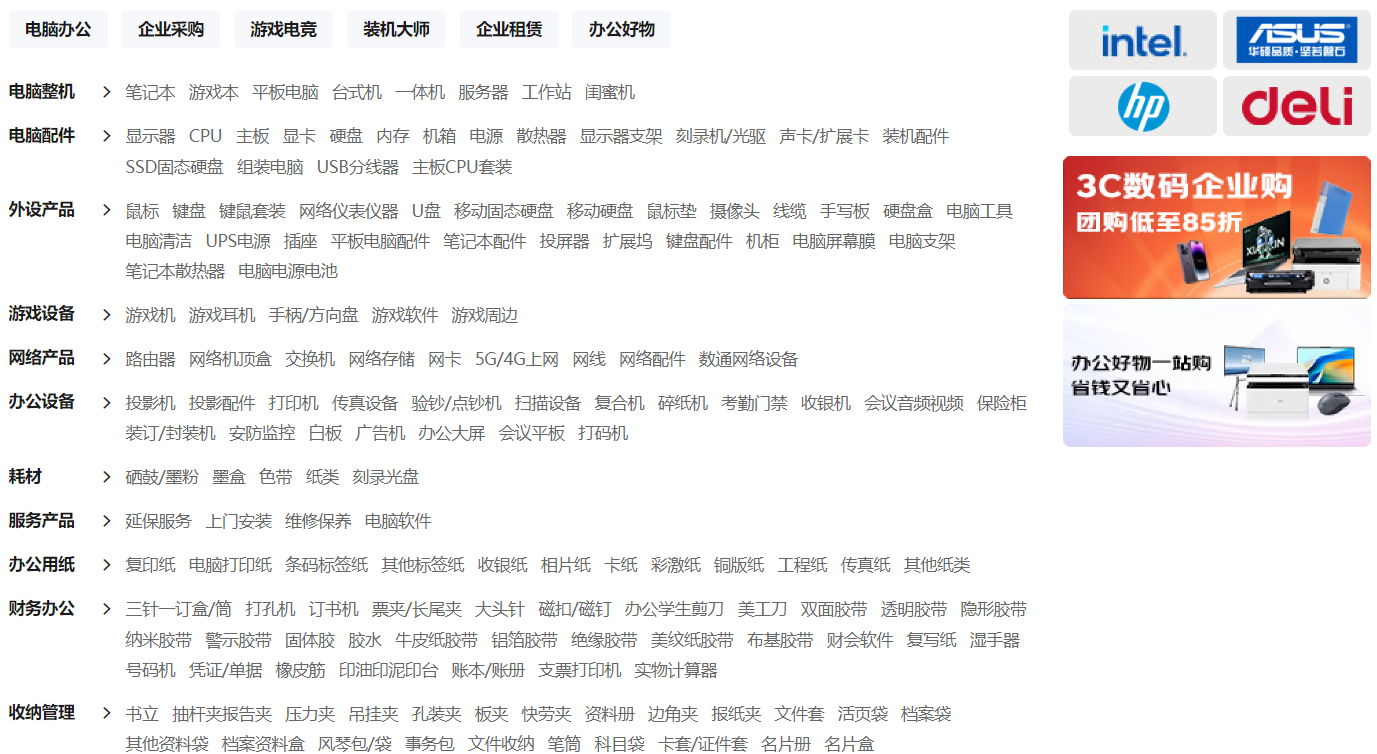 电脑办公 企业采购 游戏电竞 装机大师 企业租赁 办公好物
电脑整机 > 笔记本 游戏本 平板电脑 台式机 一体机 服务器 工作站 闺蜜机
电脑配件 > 显示器 CPU 主板 显卡 硬盘 内存 机箱 电源 散热器 显示器支架 刻录机/光驱 声卡/扩展卡 装机配件
SSD固态硬盘 组装电脑 USB分线器 主板CPU套装
外设产品 > 鼠标 键盘 键鼠套装 网络仪表仪器 U盘 移动固态硬盘 移动硬盘 鼠标垫 摄像头 线缆 手写板 硬盘盒 电脑工具
电脑清洁 UPS电源 插座 平板电脑配件 笔记本配件 投屏器 扩展坞 键盘配件 机柜 电脑屏幕膜 电脑支架
笔记本散热器 电脑电源电池
游戏设备 > 游戏机 游戏耳机 手柄/方向盘 游戏软件 游戏周边
网络产品 > 路由器 网络机顶盒 交换机 网络存储 网卡 5G/4G上网 网线 网络配件 数通网络设备
办公设备 > 投影机 投影配件 打印机 传真设备 验钞/点钞机 扫描设备 复合机 碎纸机 考勤门禁 收银机 会议音频视频 保险柜
装订/封装机 安防监控 白板 广告机 办公大屏 会议平板 打码机
耗材 > 硒鼓/墨粉 墨盒 色带 纸类 刻录光盘
服务产品 > 延保服务 上门安装 维修保养 电脑软件
办公用纸 > 复印纸 电脑打印纸 条码标签纸 其他标签纸 收银纸 相片纸 卡纸 彩激纸 铜版纸 工程纸 传真纸 其他纸类
财务办公 > 三针一订盒/筒 打孔机 订书机 票夹/长尾夹 大头针 磁扣/磁钉 办公学生剪刀 美工刀 双面胶带 透明胶带 隐形胶带
纳米胶带 警示胶带 固体胶 胶水 牛皮纸胶带 铝箔胶带 绝缘胶带 美纹纸胶带 布基胶带 财会软件 复写纸 湿手器
号码机 凭证/单据 橡皮筋 印油印泥印台 账本/账册 支票打印机 实物计算器
收纳管理 > 书立 抽杆夹报告夹 压力夹 吊挂夹 孔装夹 板夹 快劳夹 资料册 边角夹 报纸夹 文件套 活页袋 档案袋
其他资料袋 档案资料盒 风琴包/袋 事务包 文件收纳 笔筒 科目袋 卡套/证件套 名片册 名片盒
intel.
ASUS
华硕品质·坚若磐石
hp
deli
3C数码企业购
团购低至85折
办公好物一站购
省钱又省心